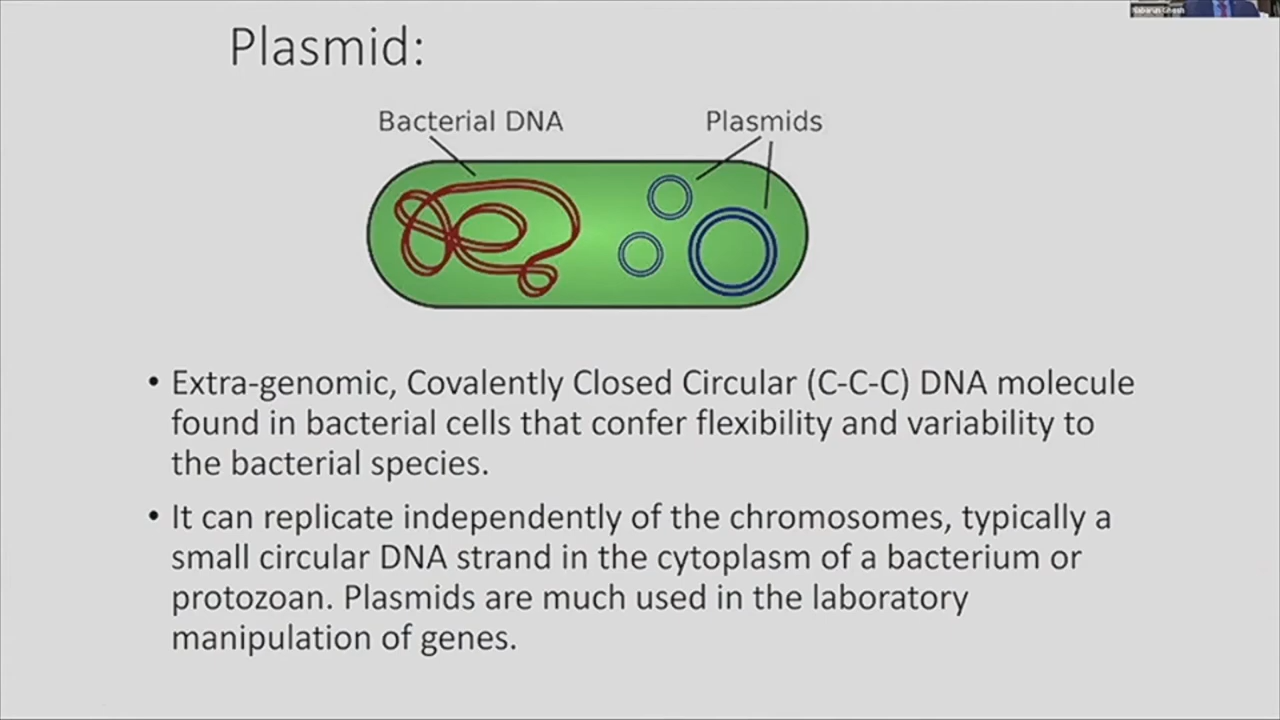 Plasmid:
Bacterial DNA
Plasmids
• Extra-genomic, Covalently Closed Circular (C-C-C) DNA molecule
found in bacterial cells that confer flexibility and variability to
the bacterial species.
• It can replicate independently of the chromosomes, typically a
small circular DNA strand in the cytoplasm of a bacterium or
protozoan. Plasmids are much used in the laboratory
manipulation of genes.